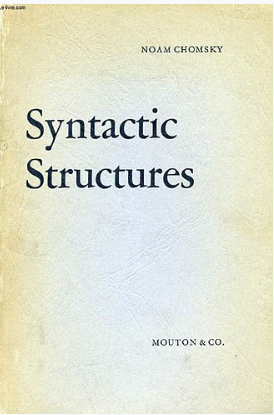 NOAM CHOMSKY
Syntactic
Structures
MOUTON & CO.